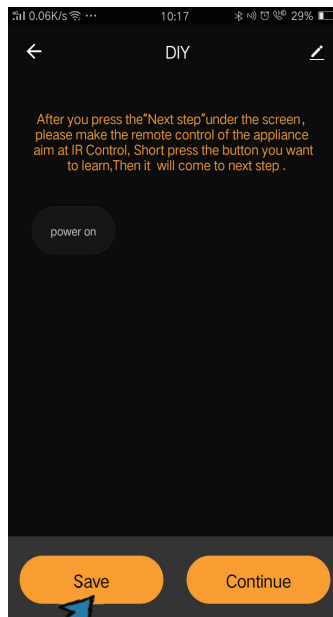 0.06K/s ... 10:17 29%
DIY
After you press the"Next step"under the screen,
please make the remote control of the appliance
aim at IR Control, Short press the button you want
to learn,Then it will come to next step .
power on
Save Continue